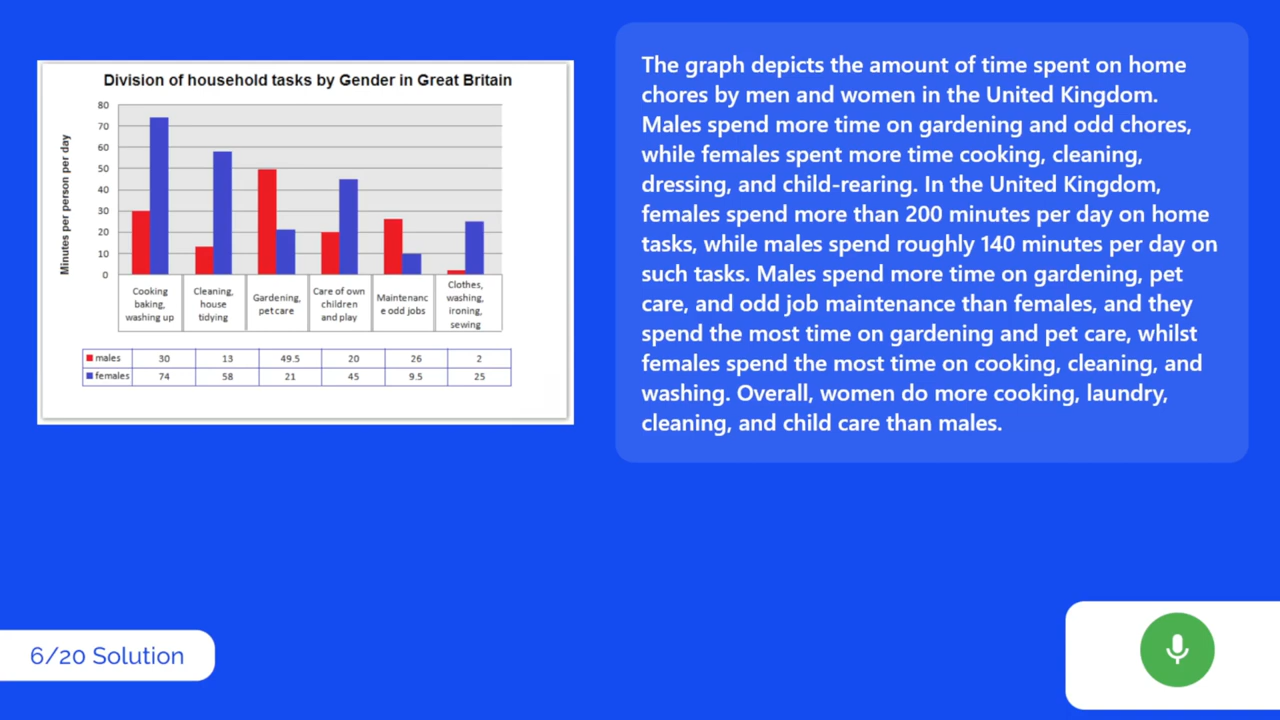 Division of household tasks by Gender in Great Britain
Minutes per person per day
80
70
60
50
40
30
20
10
0
Cooking
baking,
washing up
Cleaning,
house
tidying
Gardening,
pet care
Care of own
children
and play
Maintenanc
e odd jobs
Clothes,
washing,
ironing,
sewing
males 30 13 49.5 20 26 2
females 74 58 21 45 9.5 25
The graph depicts the amount of time spent on home
chores by men and women in the United Kingdom.
Males spend more time on gardening and odd chores,
while females spent more time cooking, cleaning,
dressing, and child-rearing. In the United Kingdom,
females spend more than 200 minutes per day on home
tasks, while males spend roughly 140 minutes per day on
such tasks. Males spend more time on gardening, pet
care, and odd job maintenance than females, and they
spend the most time on gardening and pet care, whilst
females spend the most time on cooking, cleaning, and
washing. Overall, women do more cooking, laundry,
cleaning, and child care than males.
6/20 Solution